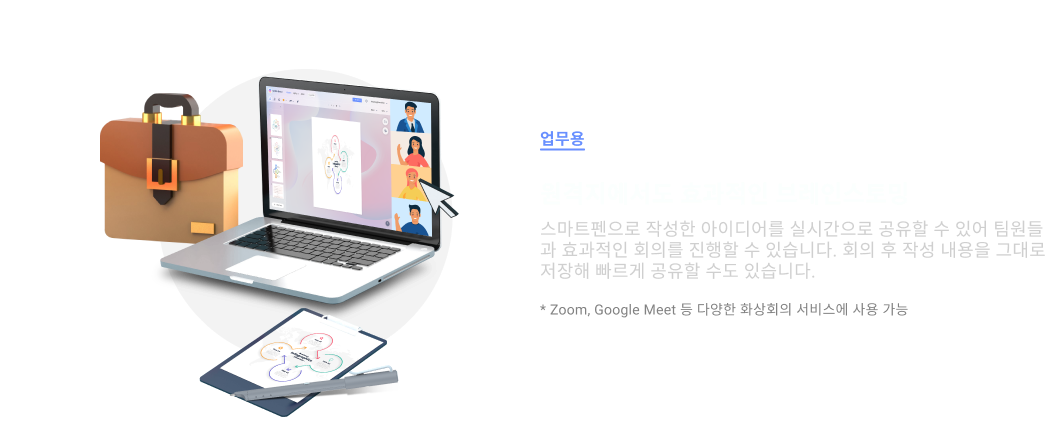 업무용
스마트펜으로 작성한 아이디어를 실시간으로 공유할 수 있어 팀원들
과 효과적인 회의를 진행할 수 있습니다. 회의 후 작성 내용을 그대로
저장해 빠르게 공유할 수도 있습니다.
* Zoom, Google Meet 등 다양한 화상회의 서비스에 사용 가능